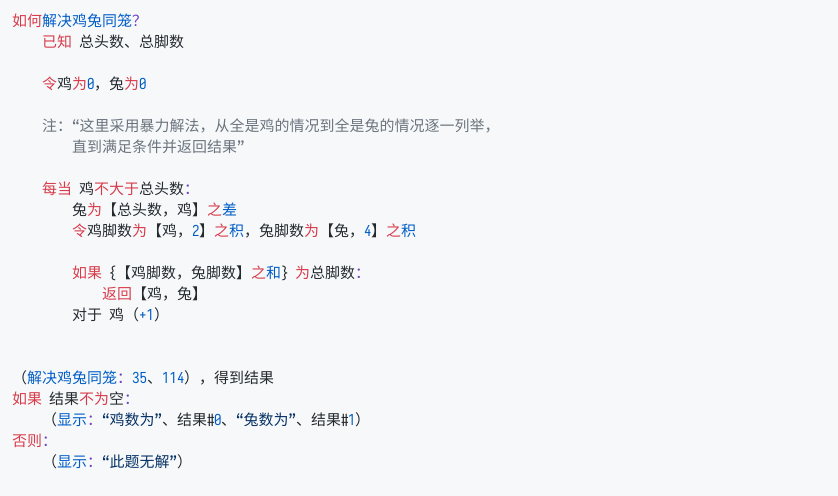 如何解决鸡兔同笼？
已知 总头数、总脚数
令鸡为0，兔为0
注：“这里采用暴力解法，从全是鸡的情况到全是兔的情况逐一列举，
直到满足条件并返回结果”
每当 鸡不大于总头数：
兔为【总头数，鸡】之差
令鸡脚数为【鸡，2】之积，兔脚数为【兔，4】之积
如果 {【鸡脚数，兔脚数】之和} 为总脚数：
返回【鸡，兔】
对于 鸡（+1）
（解决鸡兔同笼：35、114），得到结果
如果 结果不为空：
（显示：“鸡数为”、结果#0、“兔数为”、结果#1）
否则：
（显示：“此题无解”）